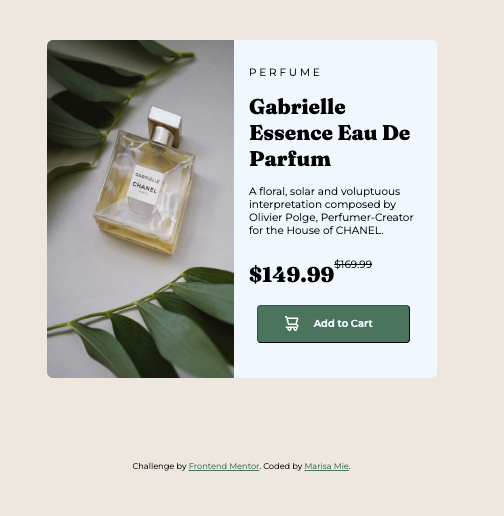 PERFUME
Gabrielle
Essence Eau De
Parfum
A floral, solar and voluptuous
interpretation composed by
Olivier Polge, Perfumer-Creator
for the House of CHANEL.
$149.99 $169.99
Add to Cart
GABRIELLE
CHANEL
Challenge by Frontend Mentor. Coded by Marisa Mie.